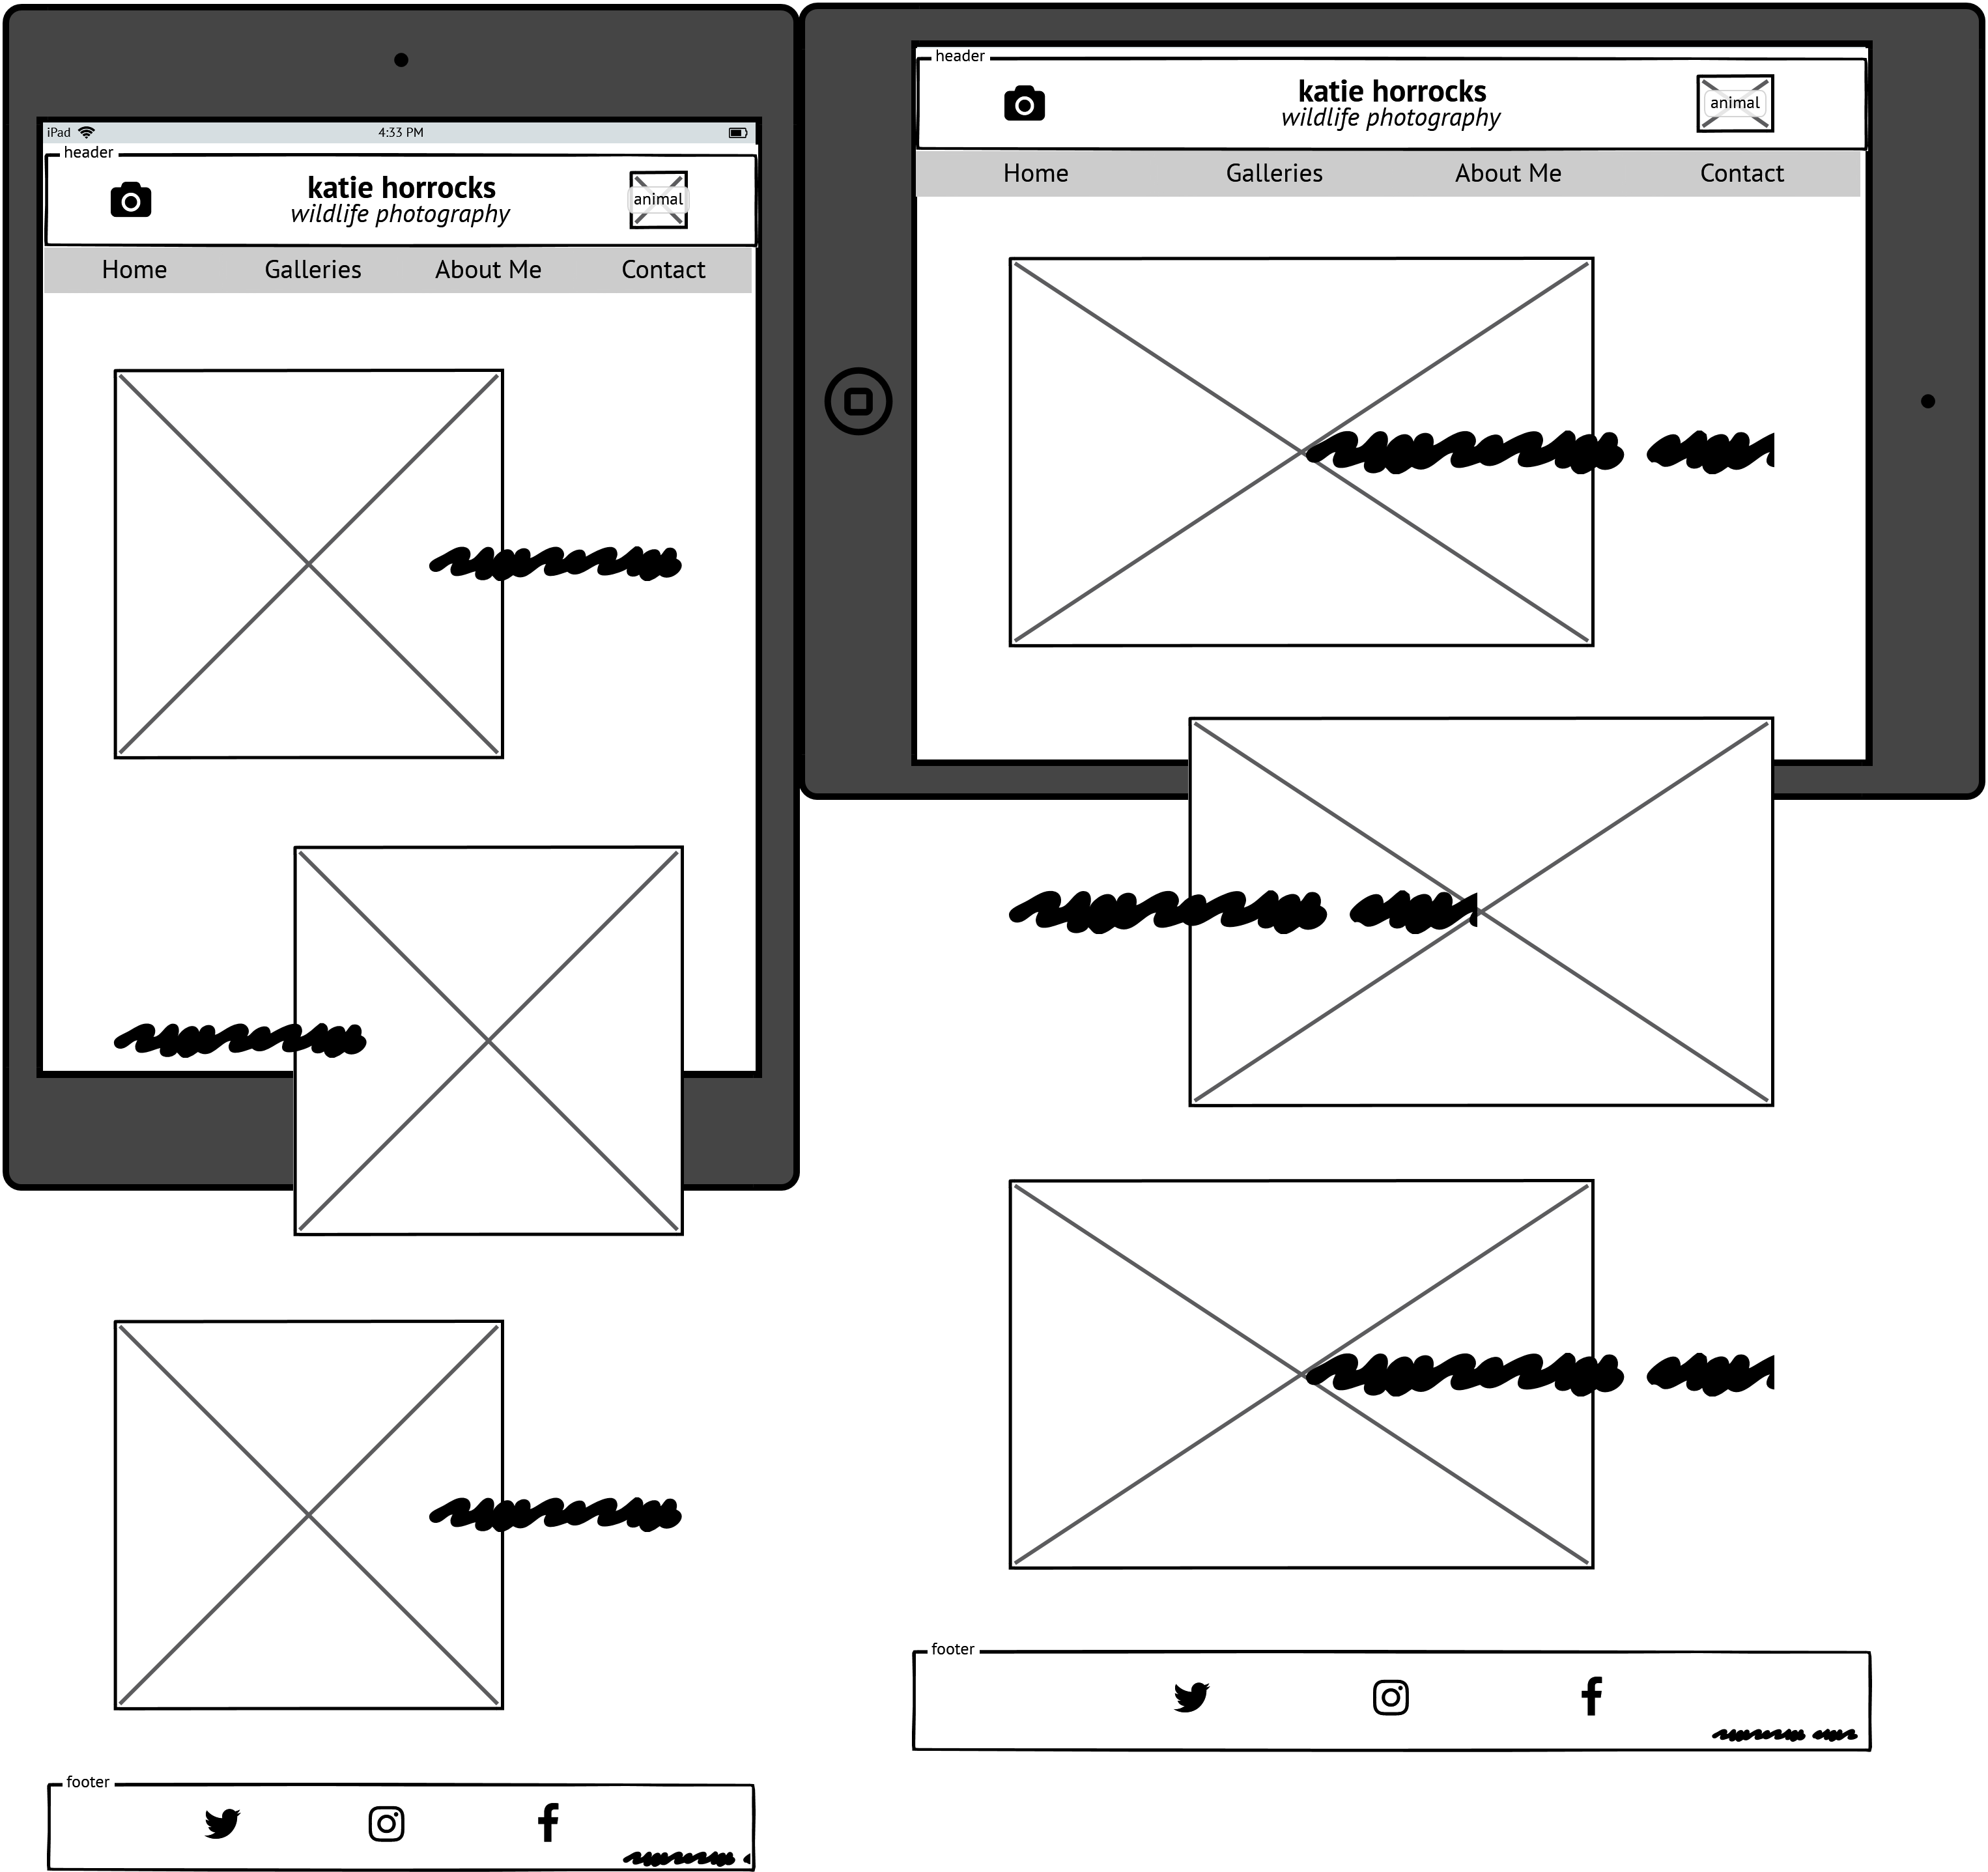 iPad 4:33 PM
header
katie horrocks
wildlife photography
animal
Home Galleries About Me Contact
footer
header
katie horrocks
wildlife photography
animal
Home Galleries About Me Contact
footer